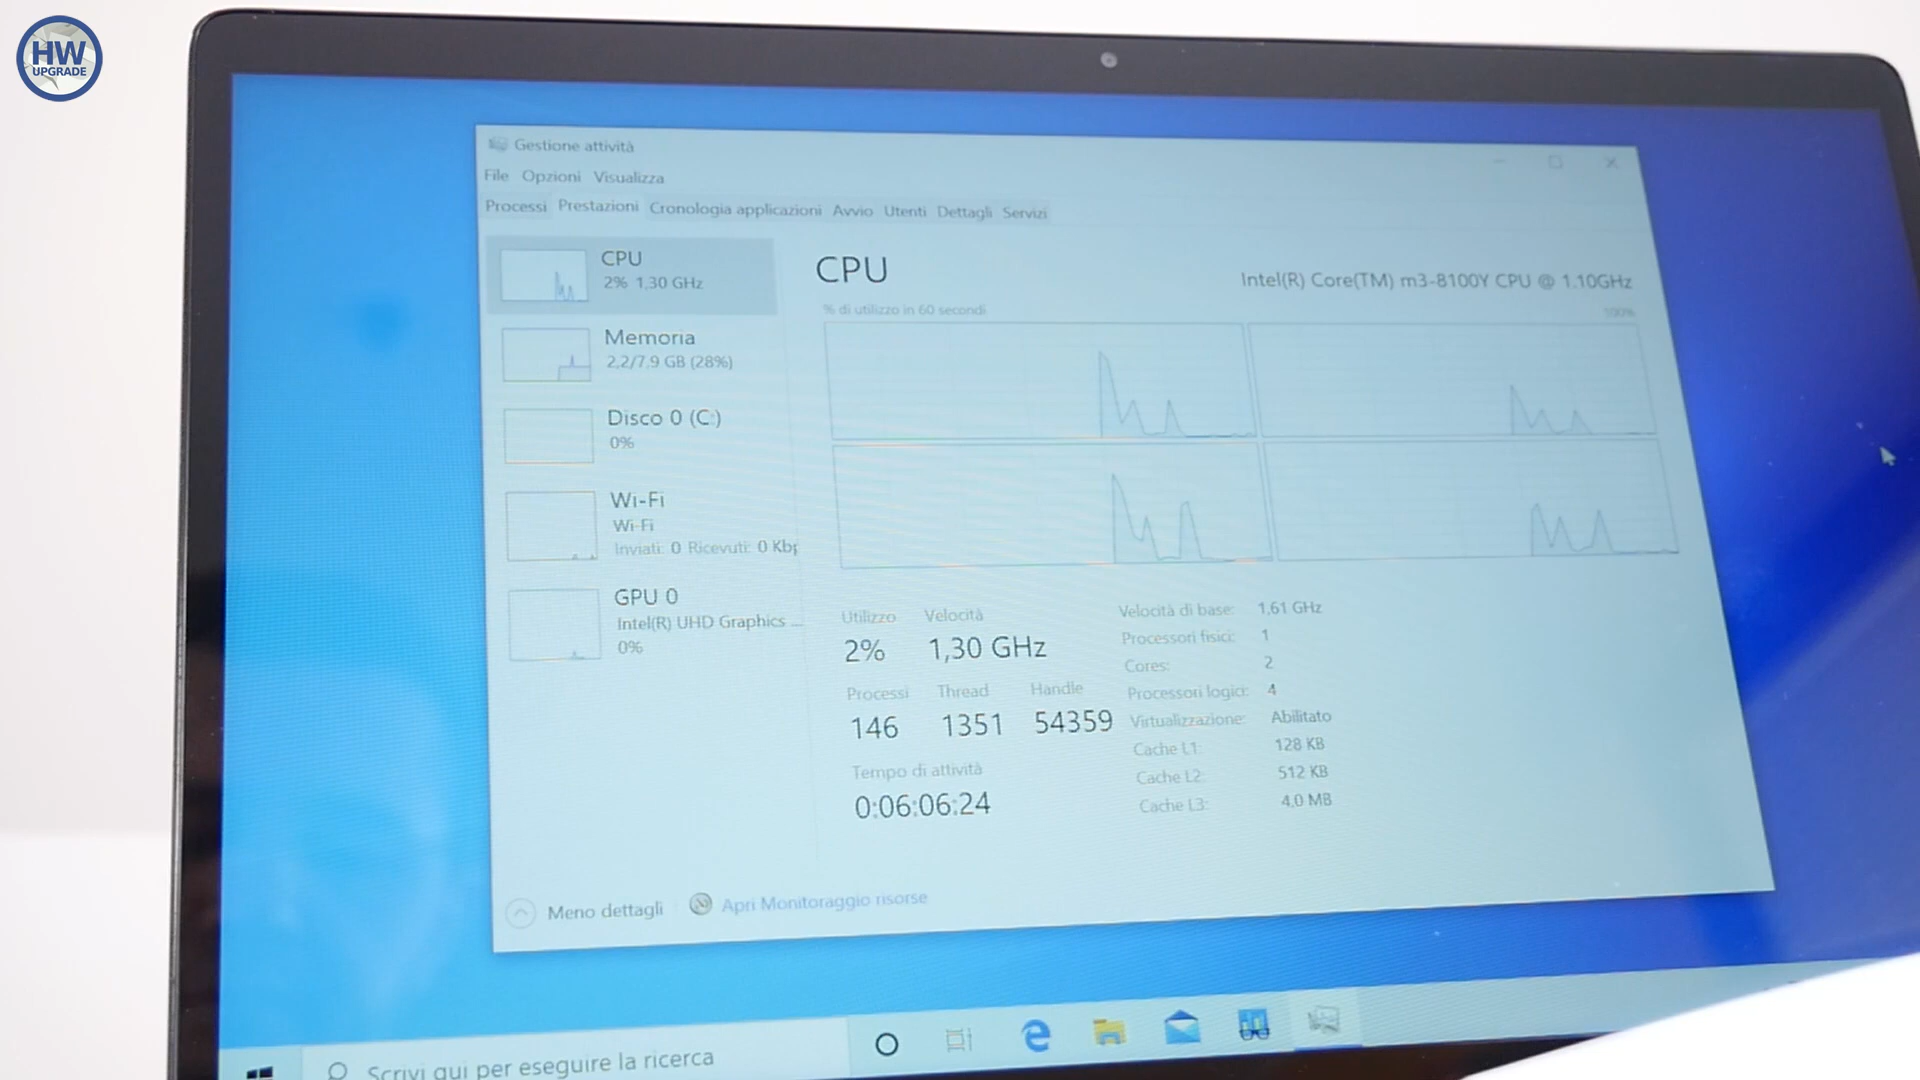 HW
UPGRADE
Gestione attività
File Opzioni Visualizza
Processi Prestazioni Cronologia applicazioni Avvio Utenti Dettagli Servizi
CPU
2% 1,30 GHz
Memoria
2,2/7,9 GB (28%)
Disco 0 (C:)
0%
Wi-Fi
Wi-Fi
Inviati: 0 Ricevuti: 0 Kbp
GPU 0
Intel(R) UHD Graphics ...
0%
CPU
Intel(R) Core(TM) m3-8100Y CPU @ 1.10GHz
% di utilizzo in 60 secondi
100%
Utilizzo Velocità
2% 1,30 GHz
Processi Thread Handle
146 1351 54359
Tempo di attività
0:06:06:24
Velocità di base: 1,61 GHz
Processori fisici: 1
Cores: 2
Processori logici: 4
Virtualizzazione: Abilitato
Cache L1: 128 KB
Cache L2: 512 KB
Cache L3: 4,0 MB
Meno dettagli
Apri Monitoraggio risorse
Scrivi qui per eseguire la ricerca